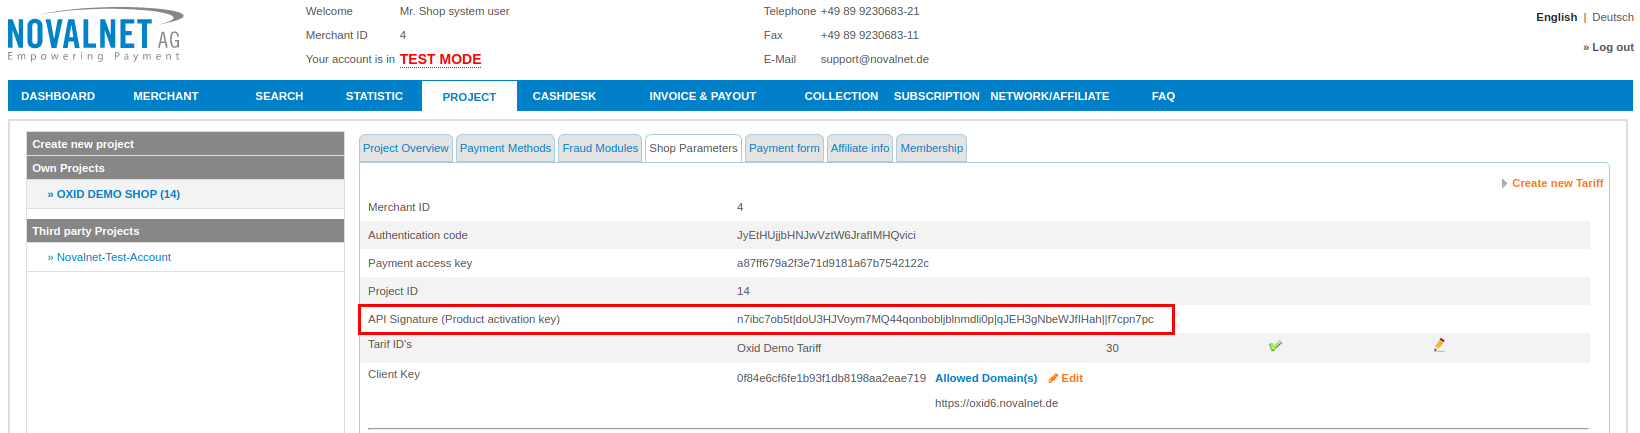 NOVALNET AG
Empowering Payment
Welcome Mr. Shop system user
Merchant ID 4
Your account is in TEST MODE
Telephone +49 89 9230683-21
Fax +49 89 9230683-11
E-Mail support@novalnet.de
English | Deutsch
» Log out
DASHBOARD MERCHANT SEARCH STATISTIC PROJECT CASHDESK INVOICE & PAYOUT COLLECTION SUBSCRIPTION NETWORK/AFFILIATE FAQ
Create new project
Own Projects
» OXID DEMO SHOP (14)
Third party Projects
» Novalnet-Test-Account
Project Overview Payment Methods Fraud Modules Shop Parameters Payment form Affiliate info Membership
Create new Tariff
Merchant ID 4
Authentication code JyEtHUjjbHNJwVztW6JrafIMHQvici
Payment access key a87ff679a2f3e71d9181a67b7542122c
Project ID 14
API Signature (Product activation key) n7ibc7ob5t|doU3HJVoym7MQ44qonbobljblnmdli0p|qJEH3gNbeWJfIHah||f7cpn7pc
Tarif ID's Oxid Demo Tariff 30
Client Key 0f84e6cf6fe1b93f1db8198aa2eae719 Allowed Domain(s) Edit
https://oxid6.novalnet.de